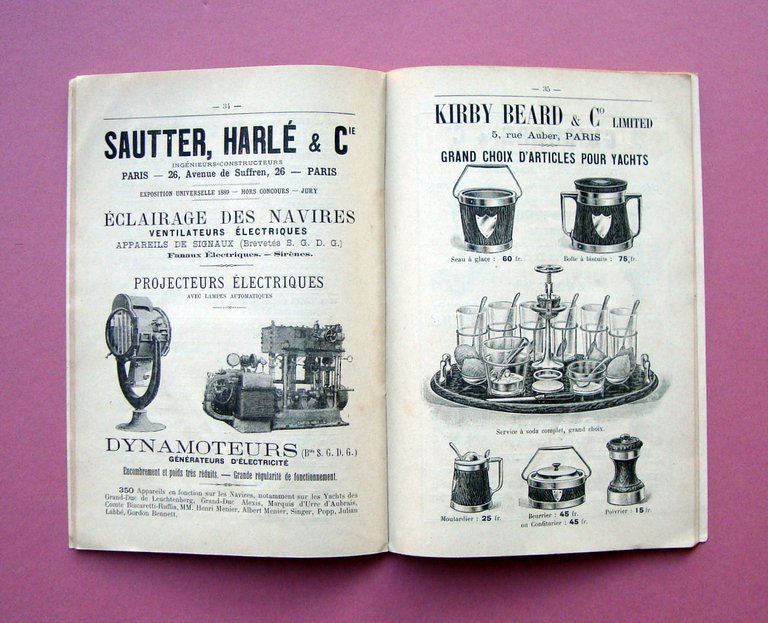 — 34 —
SAUTTER, HARLÉ & CIE
INGÉNIEURS-CONSTRUCTEURS
PARIS — 26, Avenue de Suffren, 26 — PARIS
EXPOSITION UNIVERSELLE 1889 — HORS CONCOURS — JURY
ÉCLAIRAGE DES NAVIRES
VENTILATEURS ÉLECTRIQUES
APPAREILS DE SIGNAUX (Brevetés S. G. D. G.)
Fanaux Électriques. — Sirènes.
PROJECTEURS ÉLECTRIQUES
AVEC LAMPES AUTOMATIQUES
DYNAMOTEURS (Btés S. G. D. G.)
GÉNÉRATEURS D'ÉLECTRICITÉ
Encombrement et poids très réduits. — Grande régularité de fonctionnement.
350 Appareils en fonction sur les Navires, notamment sur les Yachts des
Grand-Duc de Leuchtenberg, Grand-Duc Alexis, Marquis d'Urre d'Aubrais,
Comte Biscaretti-Ruffia, MM. Henri Menier, Albert Menier, Singer, Popp, Julian
Labbé, Gordon Bennett.
— 35 —
KIRBY BEARD & Co LIMITED
5, rue Auber, PARIS
GRAND CHOIX D'ARTICLES POUR YACHTS
Seau à glace : 60 fr.
Boîte à biscuits : 75 fr.
Service à soda complet, grand choix.
Moutardier : 25 fr.
Beurrier : 45 fr.
ou Confiturier : 45 fr.
Poivrier : 15 fr.